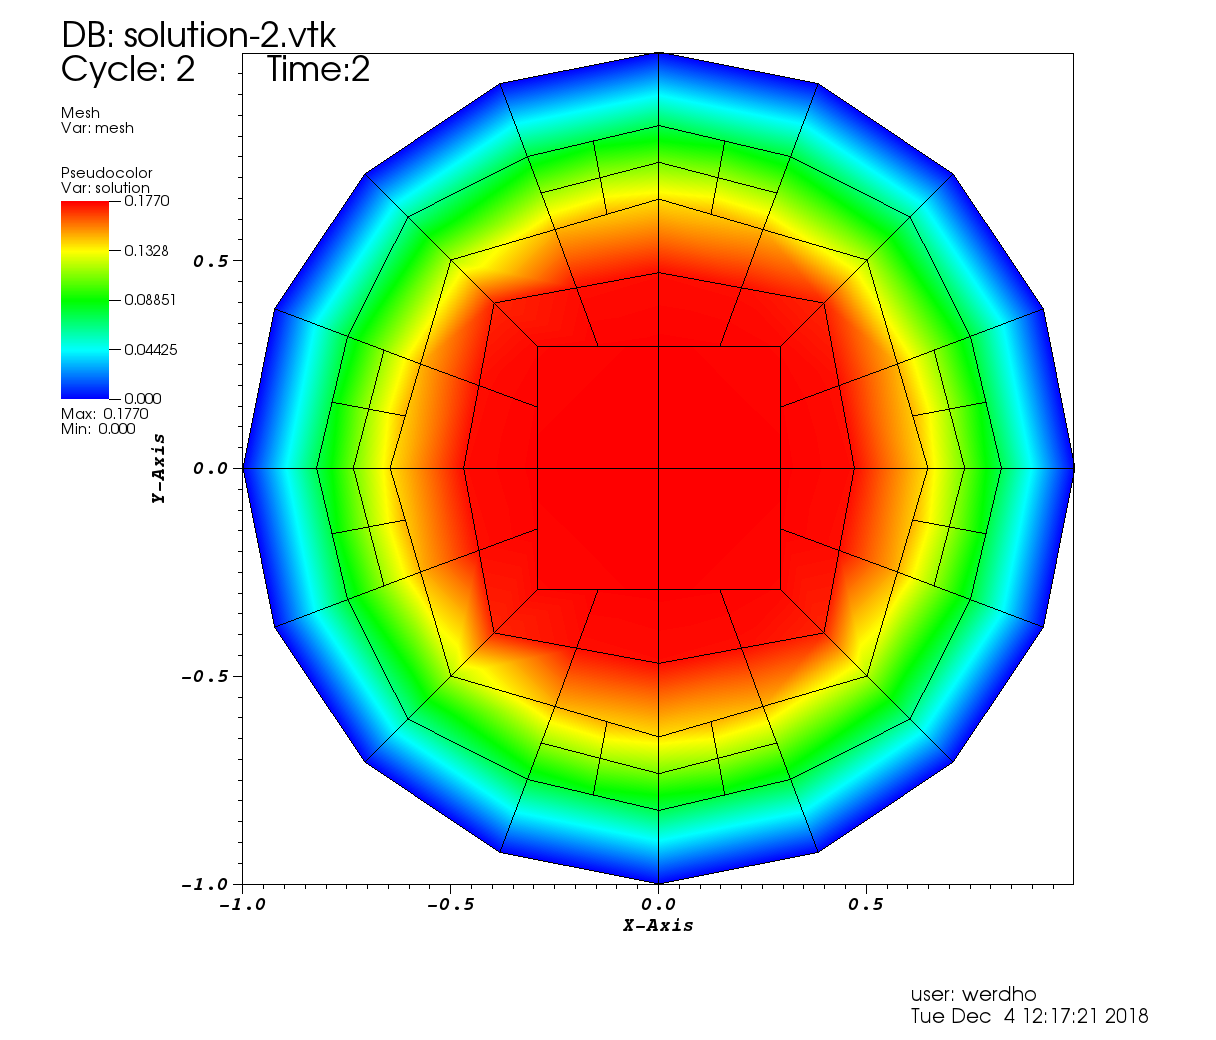 DB: solution-2.vtk
Cycle: 2 Time:2
Mesh
Var: mesh
Pseudocolor
Var: solution
0.1770
0.1328
0.08851
0.04425
0.000
Max: 0.1770
Min: 0.000
Y-Axis
0.5
0.0
-0.5
-1.0
-1.0 -0.5 0.0 0.5
X-Axis
user: werdho
Tue Dec 4 12:17:21 2018